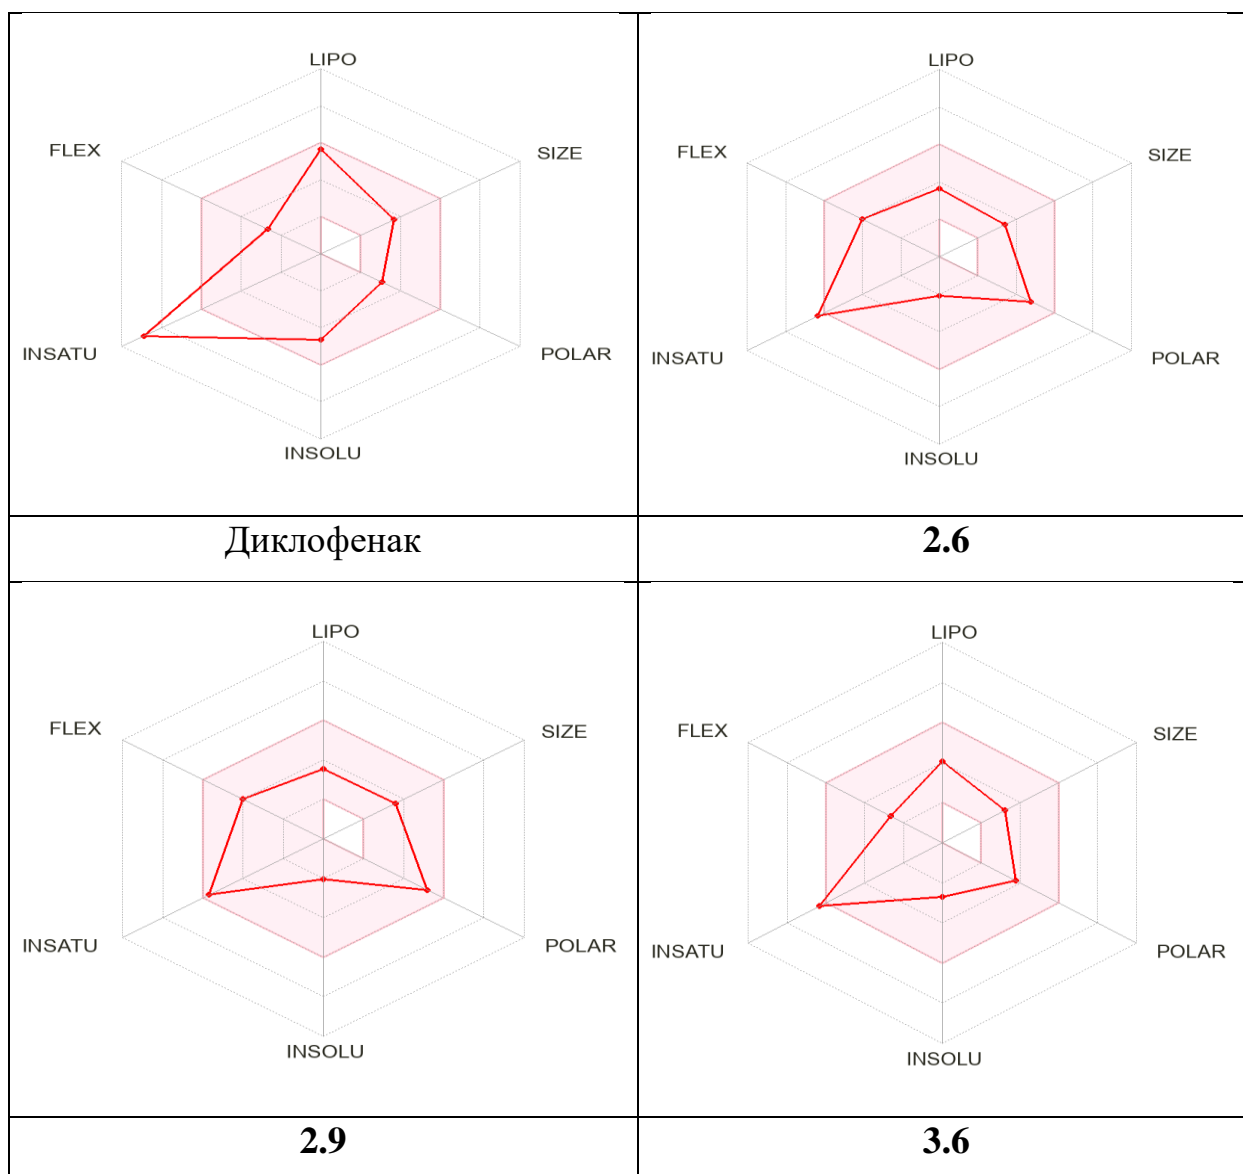 LIPO
FLEX
SIZE
INSATU
POLAR
INSOLU
Диклофенак
LIPO
FLEX
SIZE
INSATU
POLAR
INSOLU
2.6
LIPO
FLEX
SIZE
INSATU
POLAR
INSOLU
2.9
LIPO
FLEX
SIZE
INSATU
POLAR
INSOLU
3.6